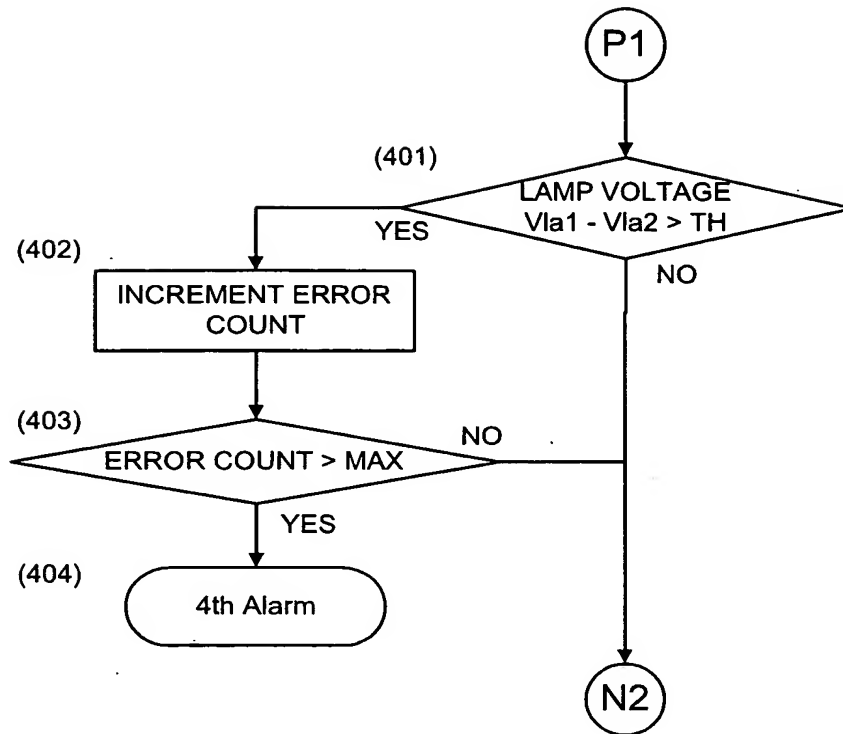 P1
(401)
LAMP VOLTAGE
Vla1 - Vla2 > TH
YES
NO
(402)
INCREMENT ERROR
COUNT
(403)
ERROR COUNT > MAX
NO
YES
(404)
4th Alarm
N2